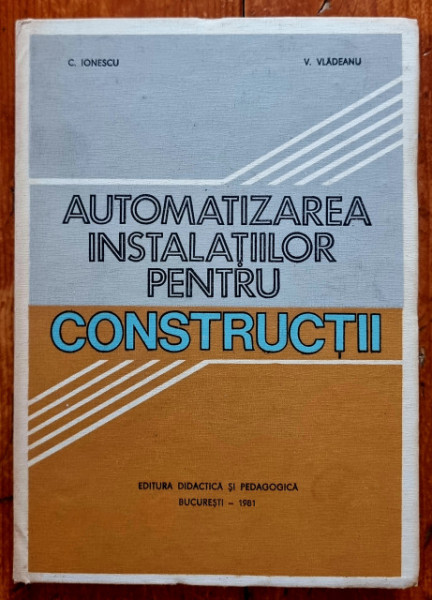 C. IONESCU V. VLĂDEANU
AUTOMATIZAREA
INSTALAȚIILOR
PENTRU
CONSTRUCȚII
EDITURA DIDACTICĂ ȘI PEDAGOGICĂ
BUCUREȘTI – 1981